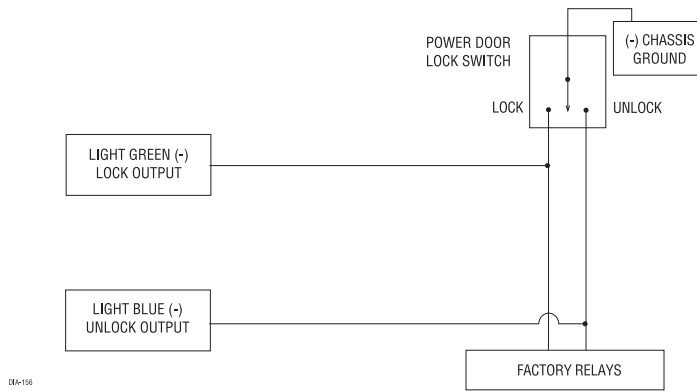 POWER DOOR
LOCK SWITCH
(-) CHASSIS
GROUND
LOCK
UNLOCK
LIGHT GREEN (-)
LOCK OUTPUT
LIGHT BLUE (-)
UNLOCK OUTPUT
FACTORY RELAYS
DIA-156